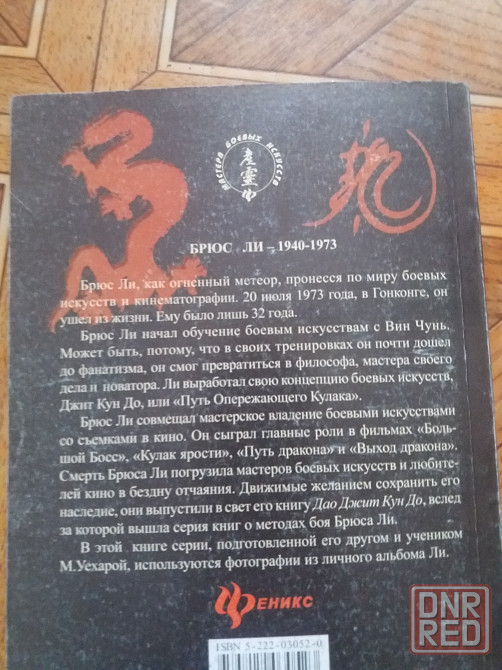 МАСТЕРА БОЕВЫХ ИСКУССТВ
БРЮС ЛИ – 1940-1973
Брюс Ли, как огненный метеор, пронесся по миру боевых
искусств и кинематографии. 20 июля 1973 года, в Гонконге, он
ушел из жизни. Ему было лишь 32 года.
Брюс Ли начал обучение боевым искусствам с Вин Чунь.
Может быть, потому, что в своих тренировках он почти дошел
до фанатизма, он смог превратиться в философа, мастера своего
дела и новатора. Ли выработал свою концепцию боевых искусств,
Джит Кун До, или «Путь Опережающего Кулака».
Брюс Ли совмещал мастерское владение боевыми искусствами
со съемками в кино. Он сыграл главные роли в фильмах «Боль-
шой Босс», «Кулак ярости», «Путь дракона» и «Выход дракона».
Смерть Брюса Ли погрузила мастеров боевых искусств и любите-
лей кино в бездну отчаяния. Движимые желанием сохранить его
наследие, они выпустили в свет его книгу Дао Джит Кун До, вслед
за которой вышла серия книг о методах боя Брюса Ли.
В этой книге серии, подготовленной его другом и учеником
М.Уехарой, используются фотографии из личного альбома Ли.
Феникс
ISBN 5-222-03052-0
DNR
RED